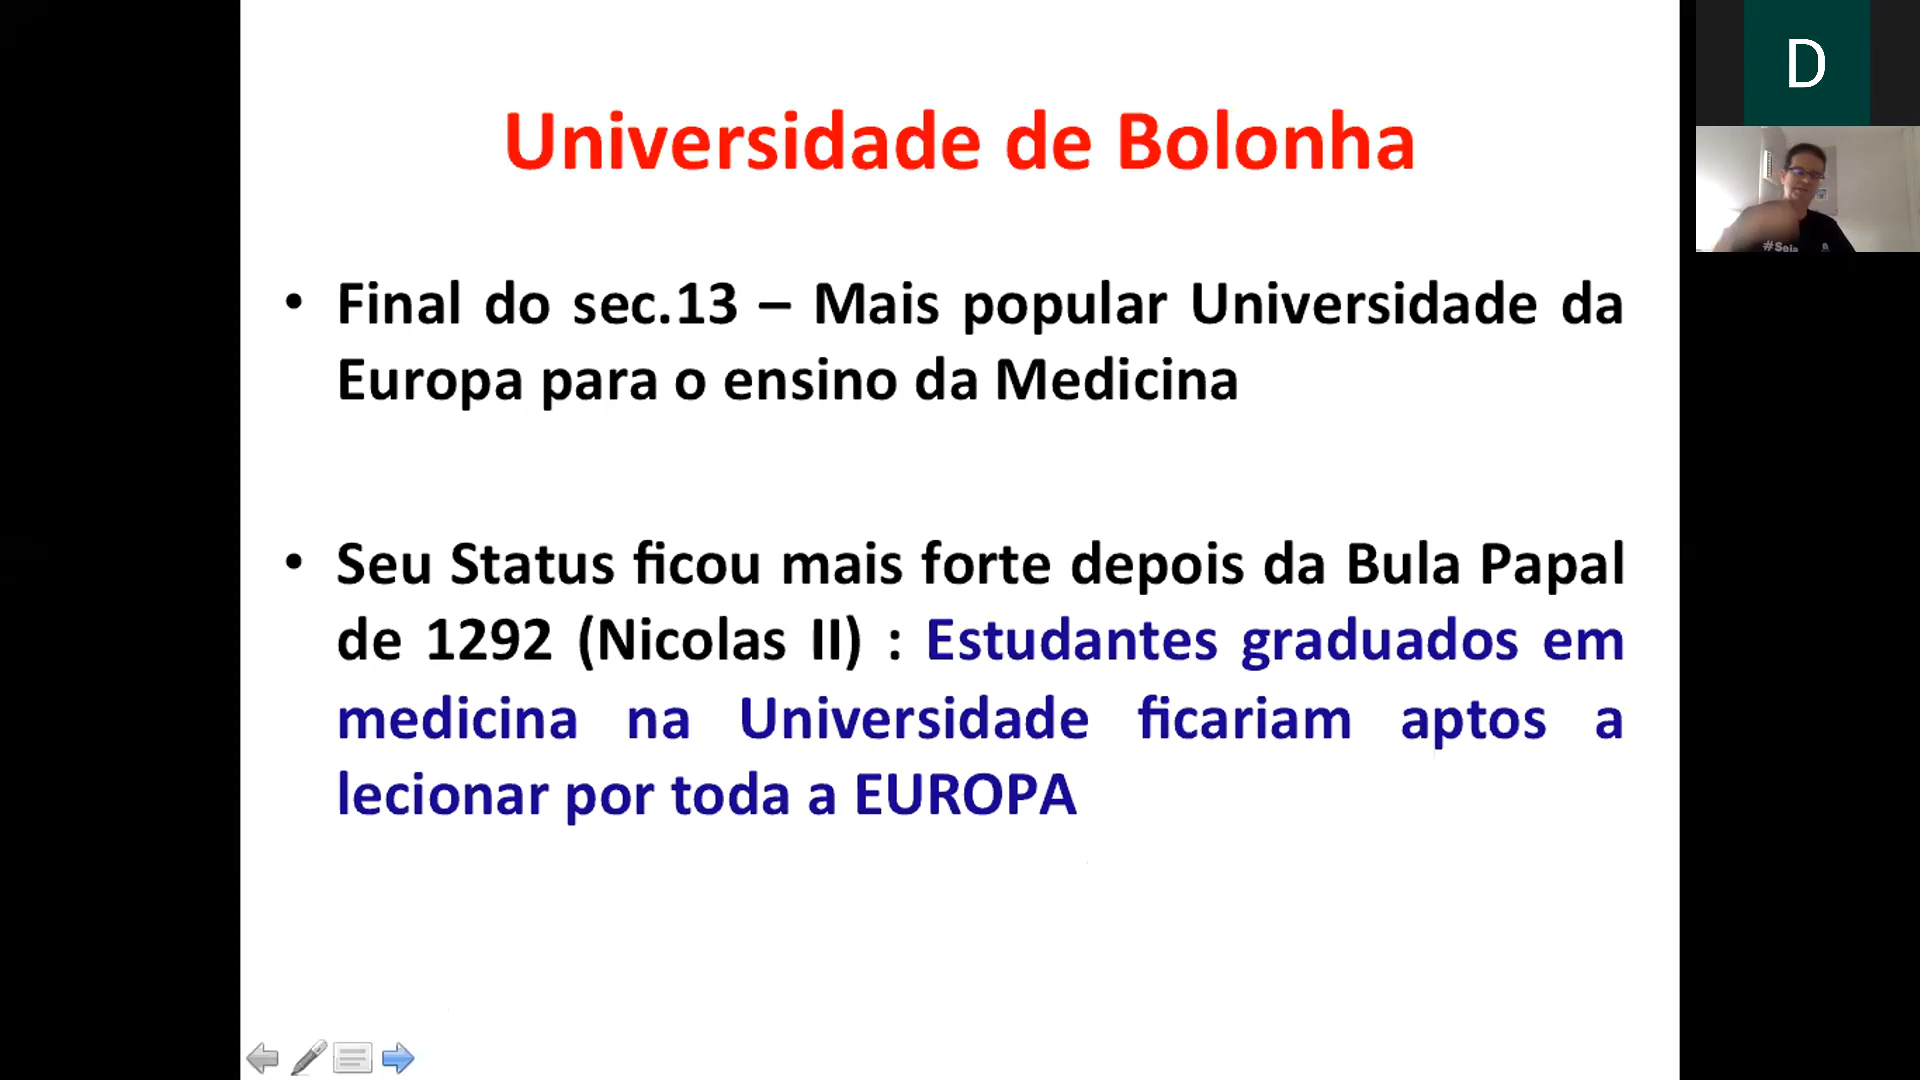 Universidade de Bolonha
• Final do sec.13 – Mais popular Universidade da
Europa para o ensino da Medicina
• Seu Status ficou mais forte depois da Bula Papal
de 1292 (Nicolas II) : Estudantes graduados em
medicina na Universidade ficariam aptos a
lecionar por toda a EUROPA
D
#Seja